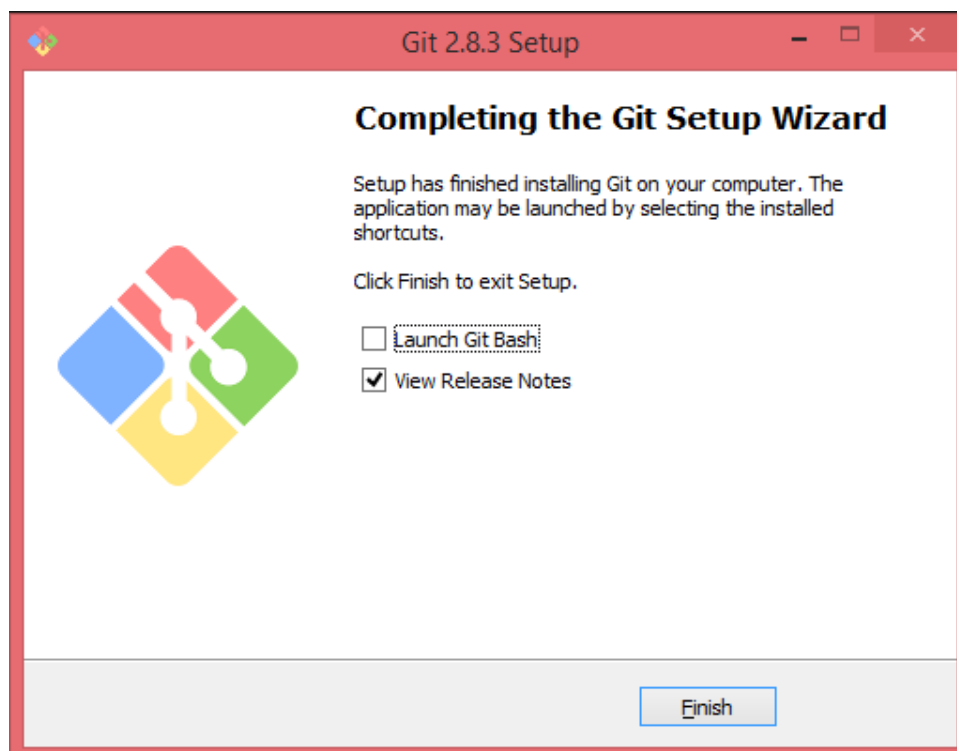 Git 2.8.3 Setup
Completing the Git Setup Wizard
Setup has finished installing Git on your computer. The
application may be launched by selecting the installed
shortcuts.
Click Finish to exit Setup.
Launch Git Bash
View Release Notes
Finish